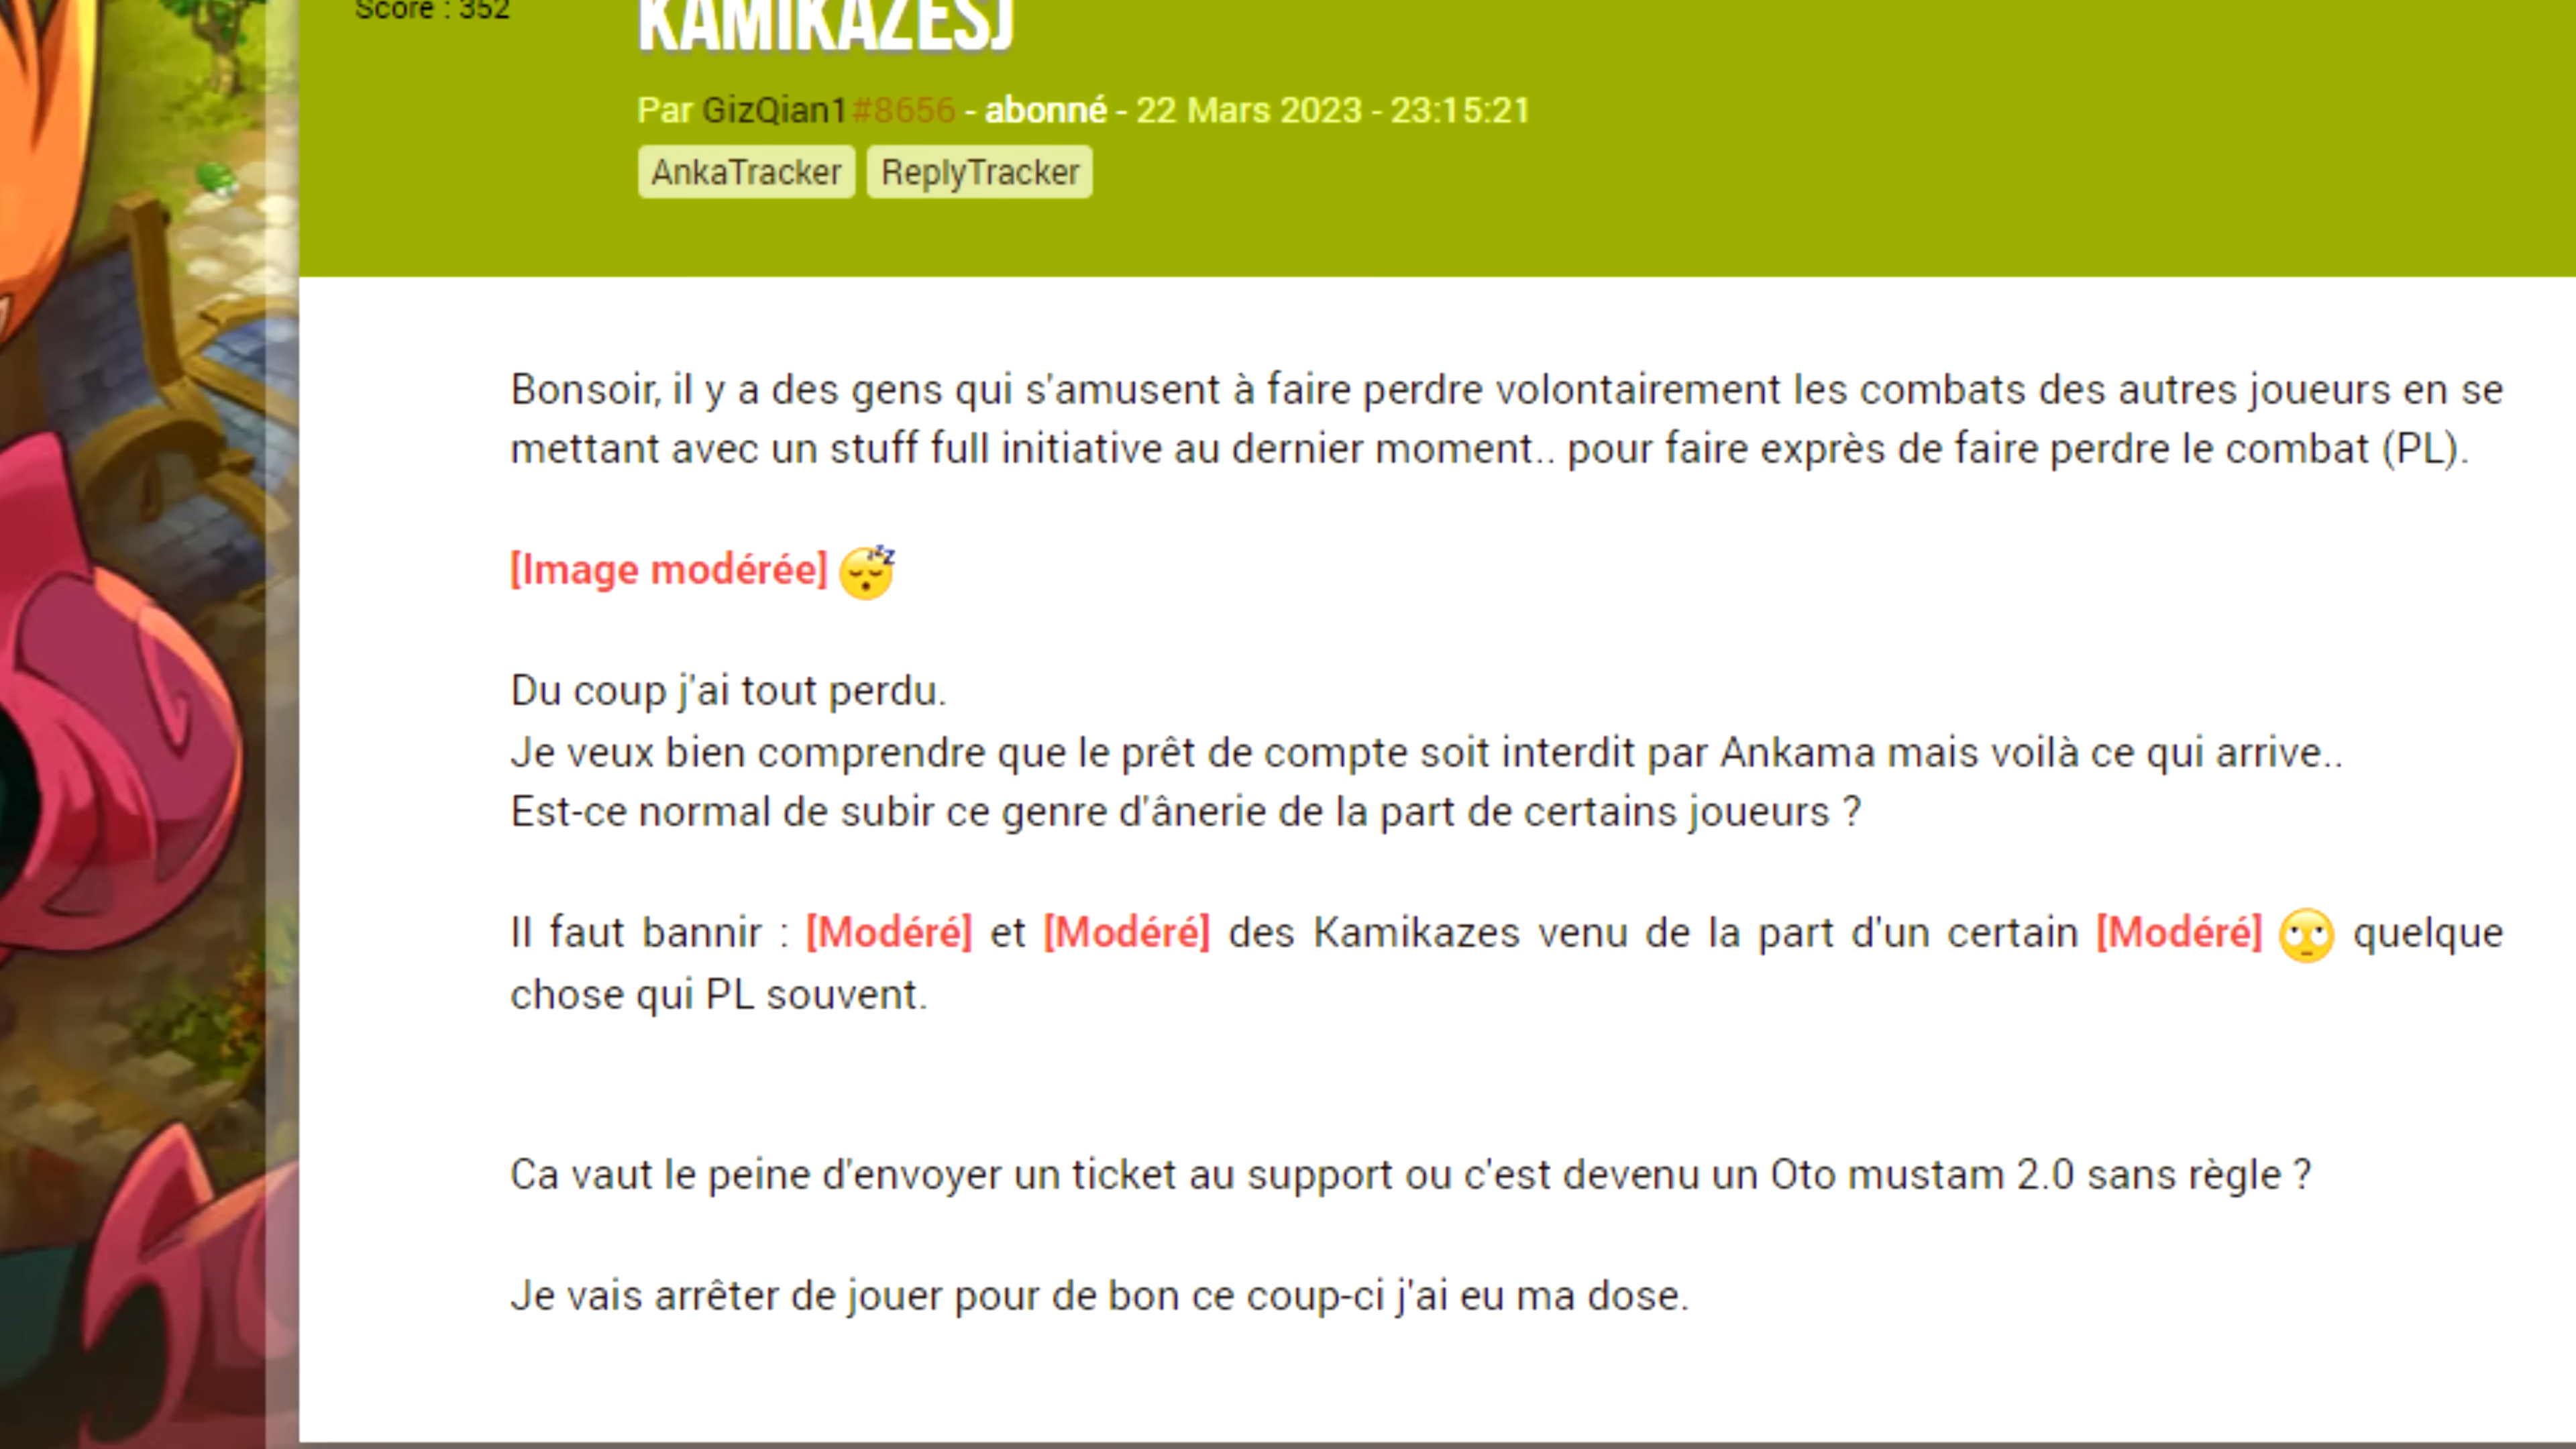 Score : 352
KAMIKAZES]
Par GizQian1#8656 - abonné - 22 Mars 2023 - 23:15:21
AnkaTracker ReplyTracker
Bonsoir, il y a des gens qui s'amusent à faire perdre volontairement les combats des autres joueurs en se
mettant avec un stuff full initiative au dernier moment.. pour faire exprès de faire perdre le combat (PL).
[Image modérée] 😴
Du coup j'ai tout perdu.
Je veux bien comprendre que le prêt de compte soit interdit par Ankama mais voilà ce qui arrive..
Est-ce normal de subir ce genre d'ânerie de la part de certains joueurs ?
Il faut bannir : [Modéré] et [Modéré] des Kamikazes venu de la part d'un certain [Modéré] 🙄 quelque
chose qui PL souvent.
Ca vaut le peine d'envoyer un ticket au support ou c'est devenu un Oto mustam 2.0 sans règle ?
Je vais arrêter de jouer pour de bon ce coup-ci j'ai eu ma dose.